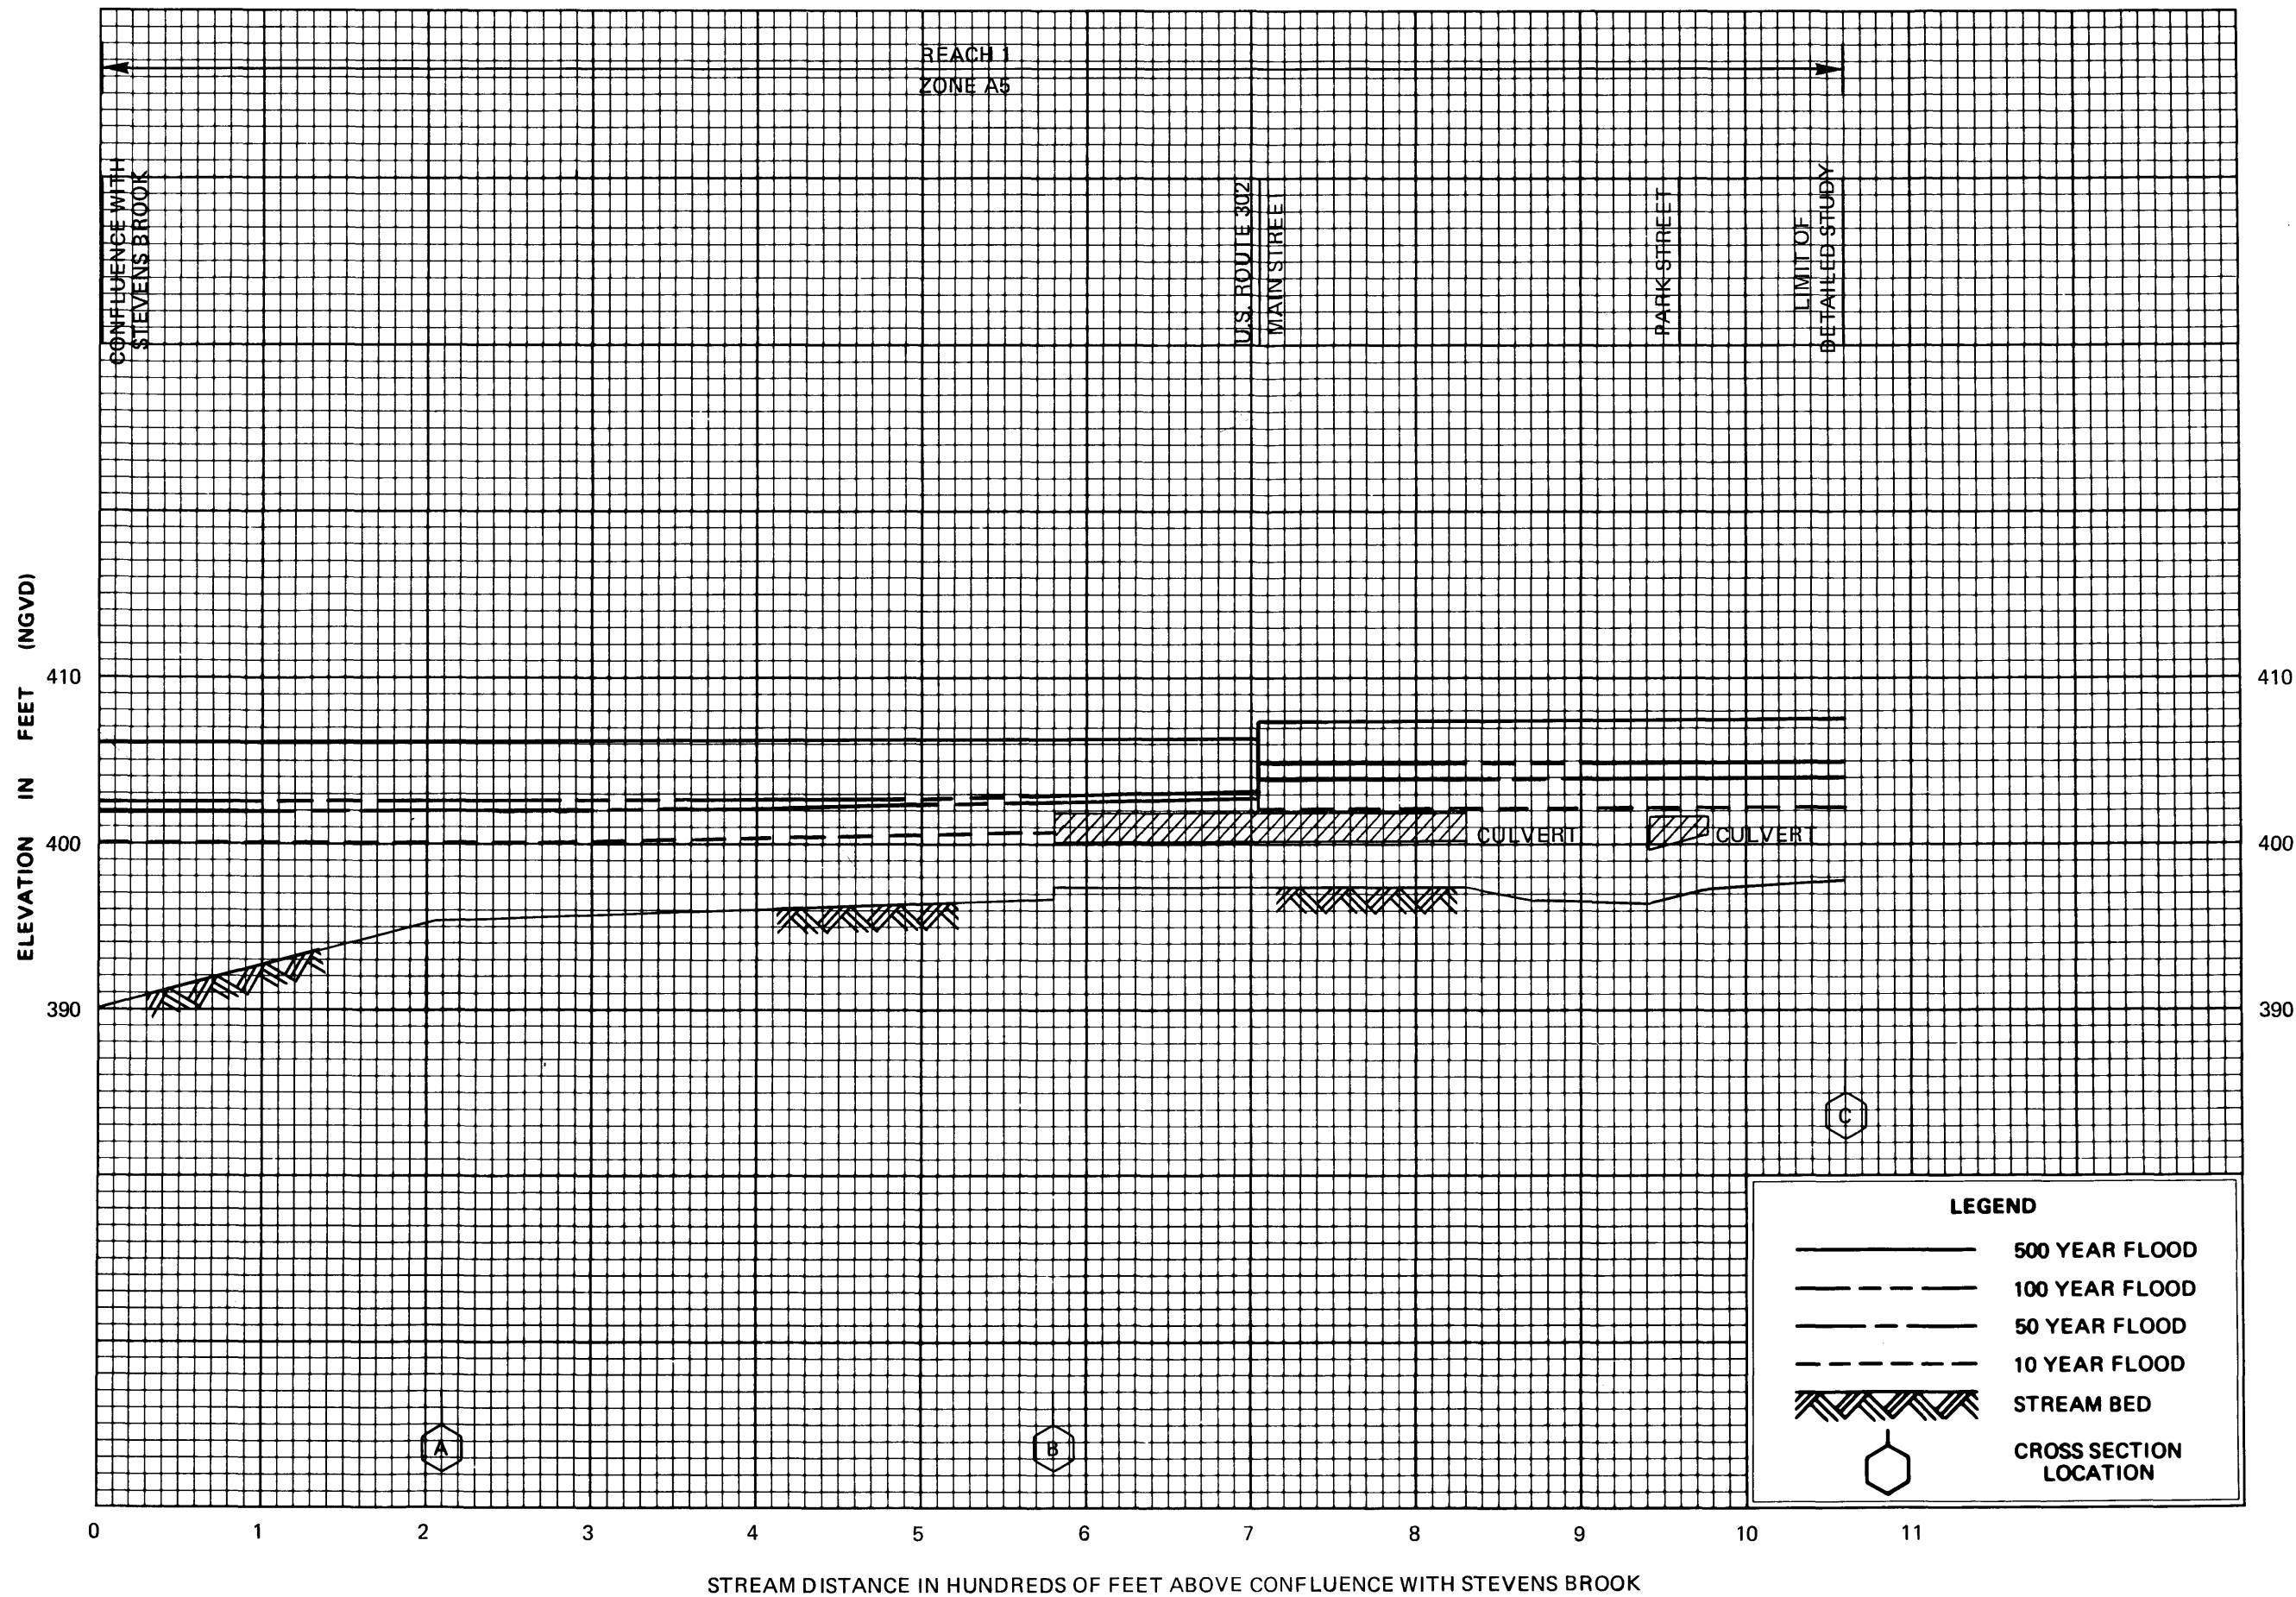 REACH 1
ZONE A5
CONFLUENCE WITH
STEVENS BROOK
U.S. ROUTE 302
MAIN STREET
PARK STREET
LIMIT OF
DETAILED STUDY
ELEVATION IN FEET (NGVD)
410
410
400
CULVERT
CULVERT
400
390
390
C
A
B
LEGEND
500 YEAR FLOOD
100 YEAR FLOOD
50 YEAR FLOOD
10 YEAR FLOOD
STREAM BED
CROSS SECTION
LOCATION
0 1 2 3 4 5 6 7 8 9 10 11
STREAM DISTANCE IN HUNDREDS OF FEET ABOVE CONFLUENCE WITH STEVENS BROOK